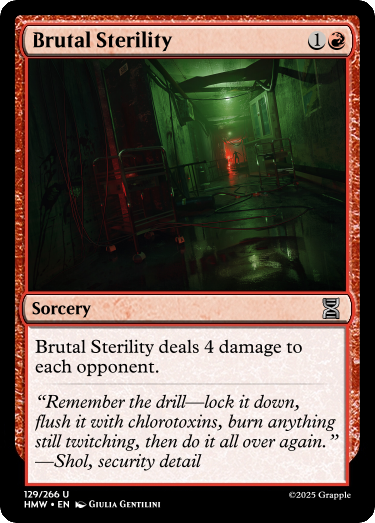 Brutal Sterility 1
Sorcery
Brutal Sterility deals 4 damage to
each opponent.
“Remember the drill—lock it down,
flush it with chlorotoxins, burn anything
still twitching, then do it all over again.”
—Shol, security detail
129/266 U
HMW • EN Giulia Gentilini
©2025 Grapple